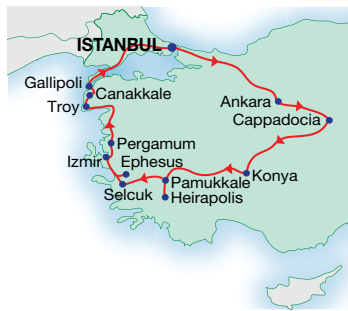 ISTANBUL
Gallipoli
Canakkale
Troy
Ankara
Cappadocia
Pergamum
Izmir
Ephesus
Konya
Pamukkale
Selcuk
Heirapolis